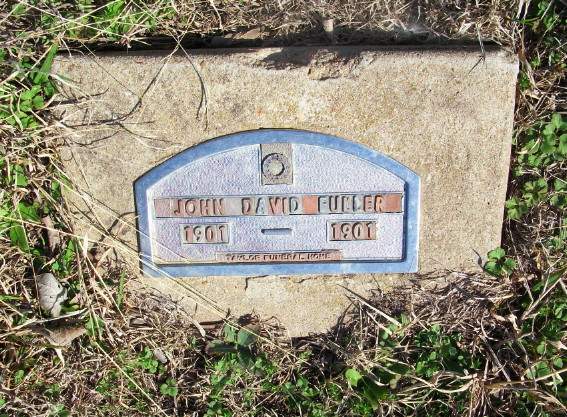 JOHN DAVID FULLER
1901 — 1901
TAYLOR FUNERAL HOME